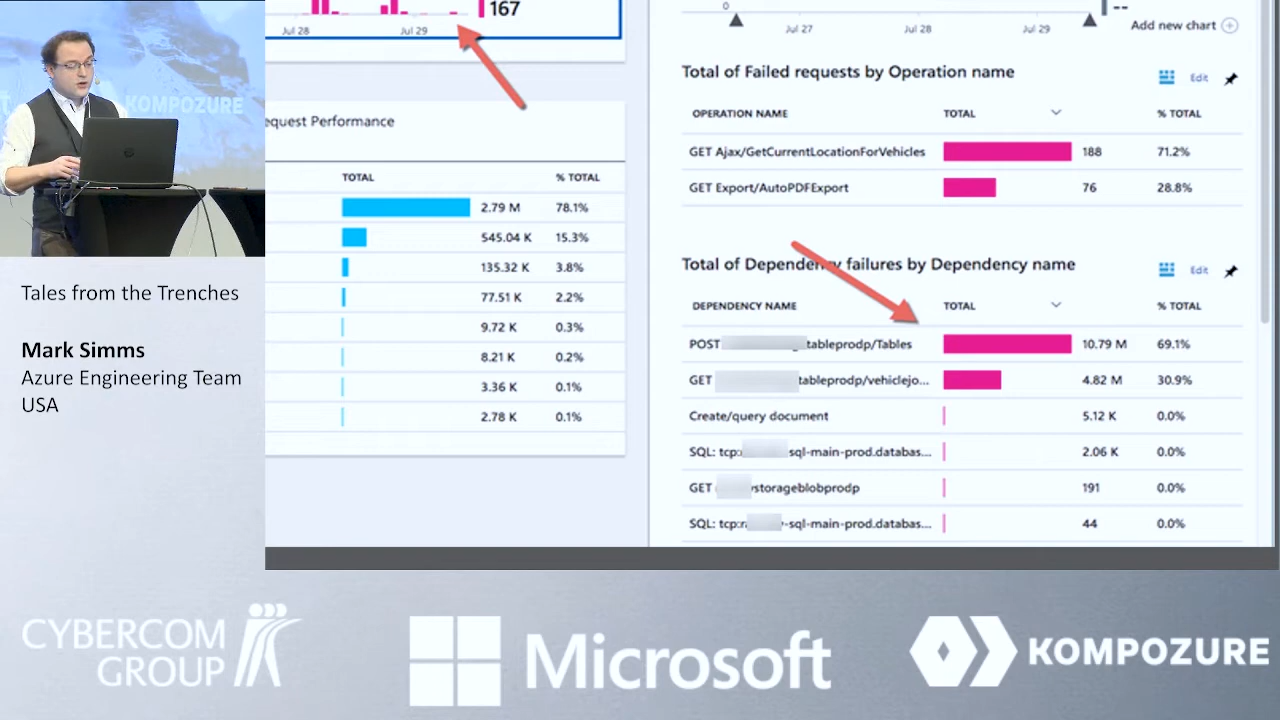 KOMPOZURE
Tales from the Trenches
Mark Simms
Azure Engineering Team
USA
167
Jul 28
Jul 29
equest Performance
TOTAL
% TOTAL
2.79 M
78.1%
545.04 K
15.3%
135.32 K
3.8%
77.51 K
2.2%
9.72 K
0.3%
8.21 K
0.2%
3.36 K
0.1%
2.78 K
0.1%
0
--
Jul 27
Jul 28
Jul 29
Add new chart
Total of Failed requests by Operation name
Edit
OPERATION NAME
TOTAL
% TOTAL
GET Ajax/GetCurrentLocationForVehicles
188
71.2%
GET Export/AutoPDFExport
76
28.8%
Total of Dependency failures by Dependency name
Edit
DEPENDENCY NAME
TOTAL
% TOTAL
POST tableprodp/Tables
10.79 M
69.1%
GET tableprodp/vehiclejo...
4.82 M
30.9%
Create/query document
5.12 K
0.0%
SQL: tcp: sql-main-prod.databas...
2.06 K
0.0%
GET storageblobprodp
191
0.0%
SQL: tcp:r -sql-main-prod.databas...
44
0.0%
CYBERCOM
GROUP
Microsoft
KOMPOZURE